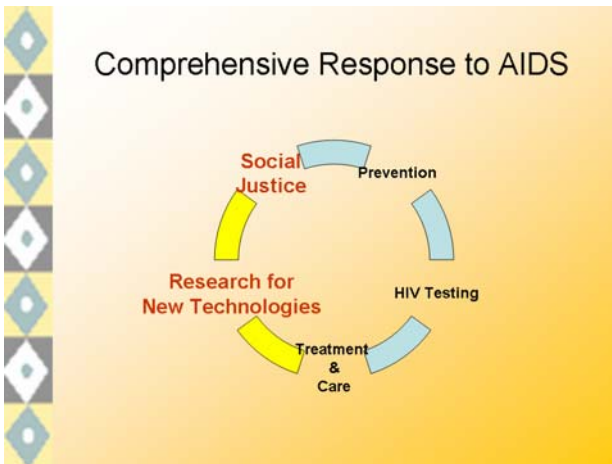 Comprehensive Response to AIDS
Social
Justice
Prevention
Research for
New Technologies
HIV Testing
Treatment
&
Care